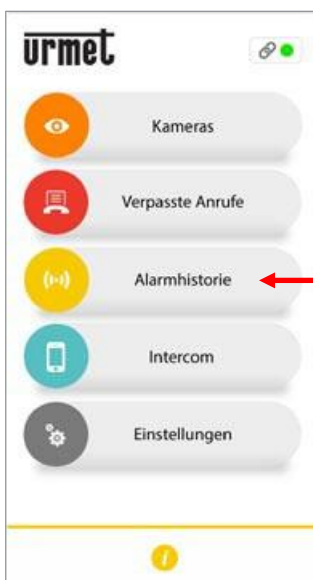 urmet
Kameras
Verpasste Anrufe
Alarmhistorie
Intercom
Einstellungen
i